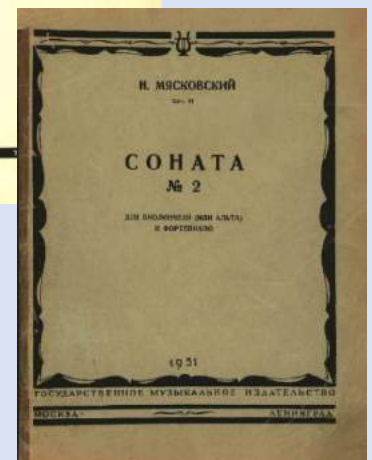 Н. МЯСКОВСКИЙ
СОНАТА
№ 2
ДЛЯ ВИОЛОНЧЕЛИ (ИЛИ АЛЬТА)
И ФОРТЕПИАНО
1951
ГОСУДАРСТВЕННОЕ МУЗЫКАЛЬНОЕ ИЗДАТЕЛЬСТВО
МОСКВА ЛЕНИНГРАД